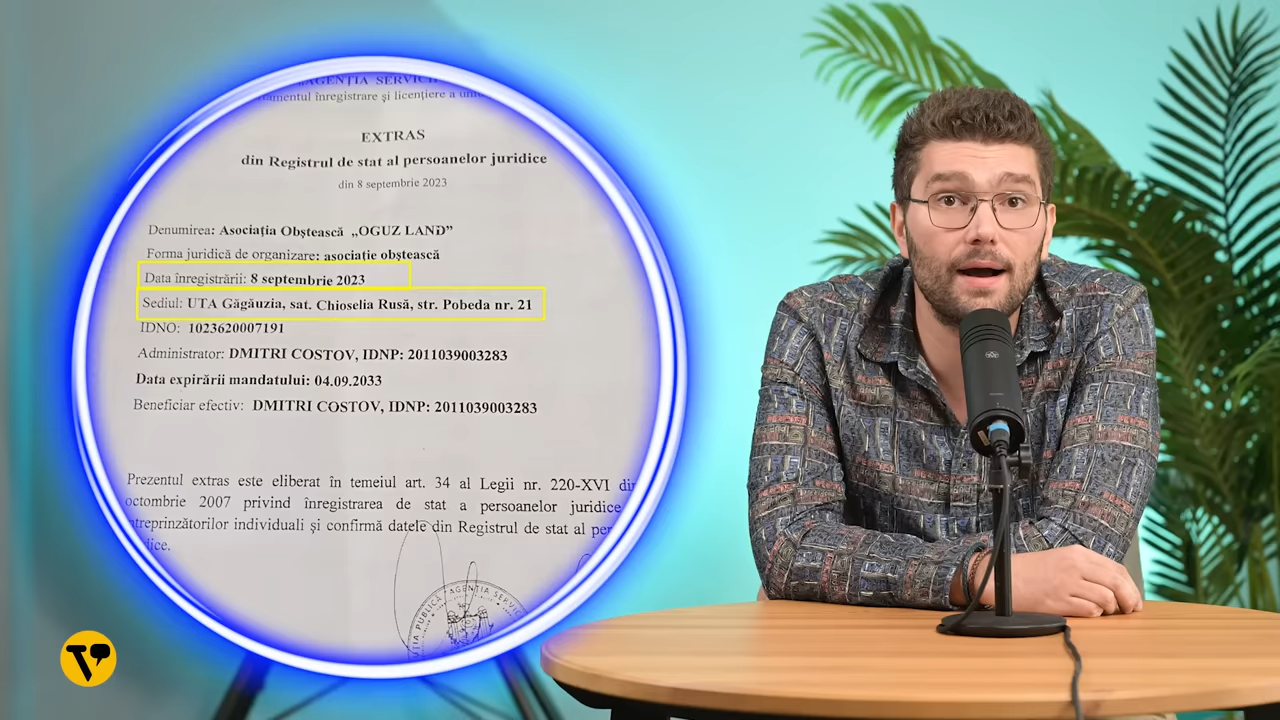 AGENȚIA SERVICII
înregistrare și licențiere a
EXTRAS
din Registrul de stat al persoanelor juridice
din 8 septembrie 2023
Denumirea: Asociația Obștească „OGUZ LAND”
Forma juridică de organizare: asociație obștească
Data înregistrării: 8 septembrie 2023
Sediul: UTA Găgăuzia, sat. Chioselia Rusă, str. Pobeda nr. 21
IDNO: 1023620007191
Administrator: DMITRI COSTOV, IDNP: 2011039003283
Data expirării mandatului: 04.09.2033
Beneficiar efectiv: DMITRI COSTOV, IDNP: 2011039003283
Prezentul extras este eliberat în temeiul art. 34 al Legii nr. 220-XVI
octombrie 2007 privind înregistrarea de stat a persoanelor juridice
întreprinzătorilor individuali și confirmă datele din Registrul de stat al
PUBLICĂ * AGENȚIA